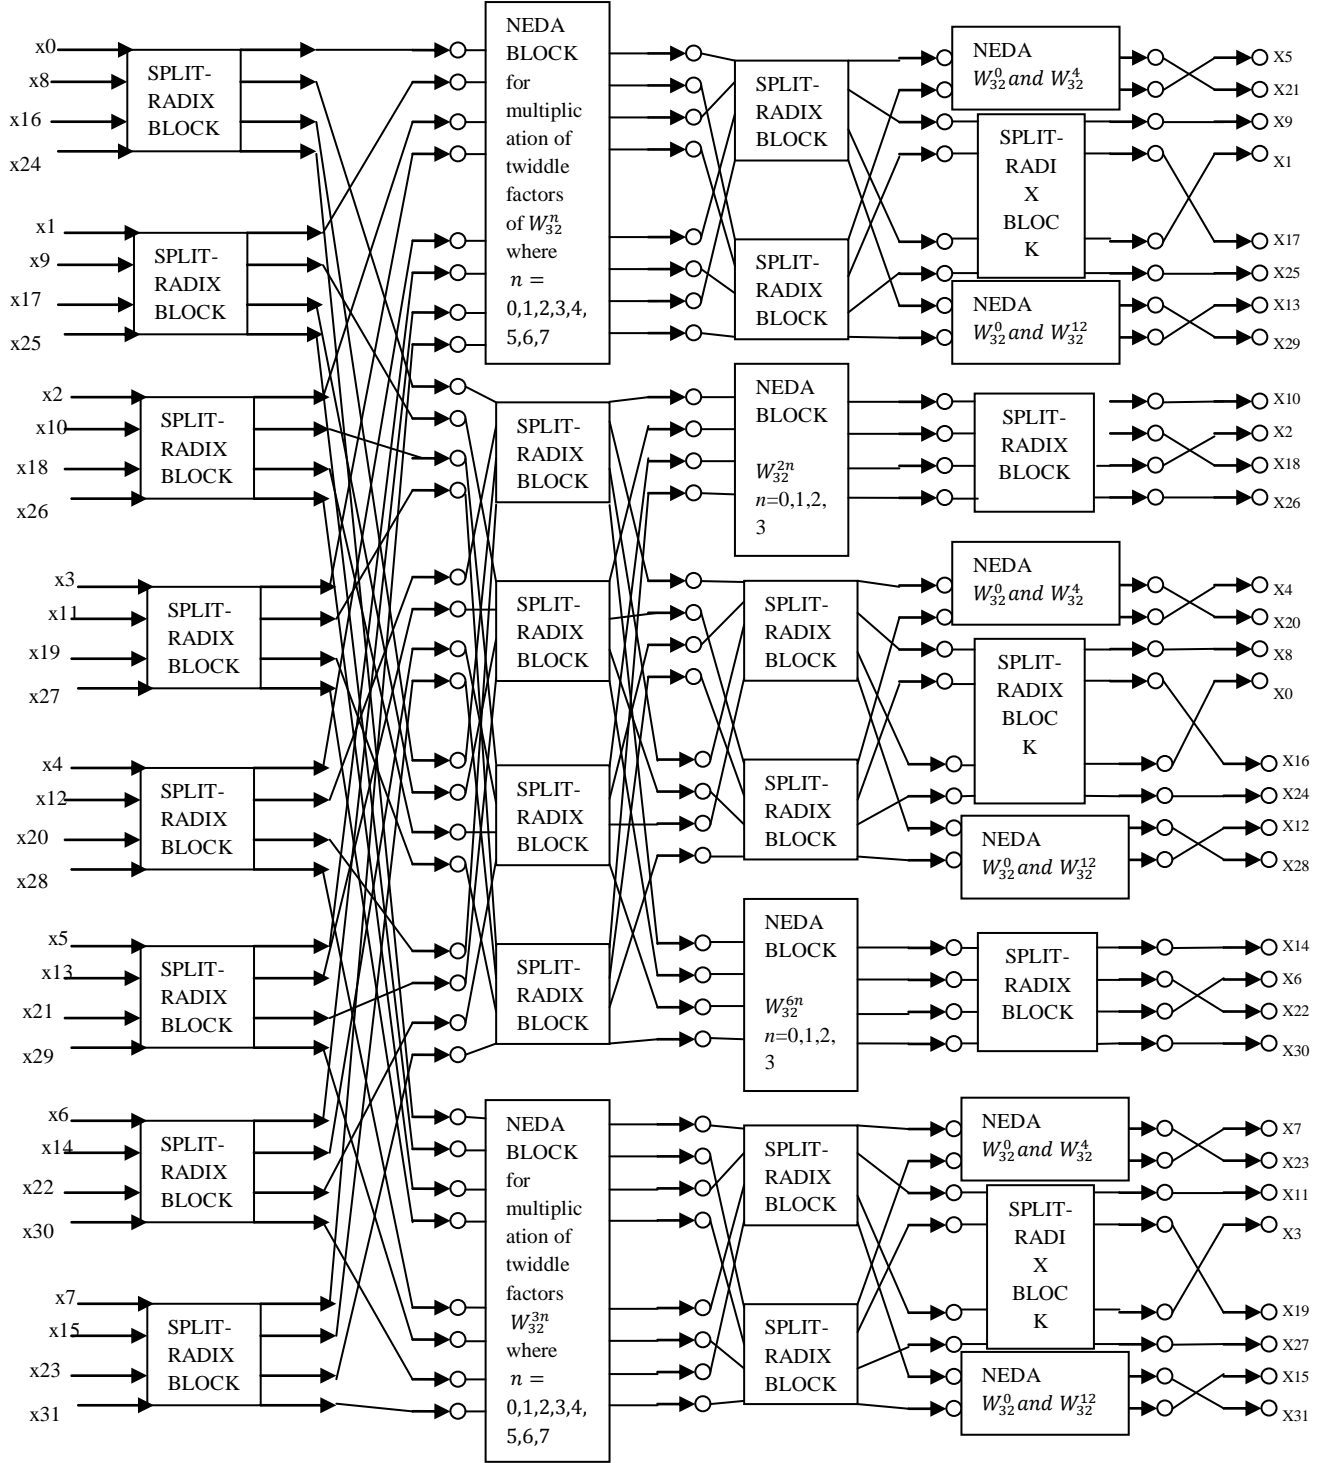 x0
x8
x16
x24
SPLIT-
RADIX
BLOCK
x1
x9
x17
x25
SPLIT-
RADIX
BLOCK
x2
x10
x18
x26
SPLIT-
RADIX
BLOCK
x3
x11
x19
x27
SPLIT-
RADIX
BLOCK
x4
x12
x20
x28
SPLIT-
RADIX
BLOCK
x5
x13
x21
x29
SPLIT-
RADIX
BLOCK
x6
x14
x22
x30
SPLIT-
RADIX
BLOCK
x7
x15
x23
x31
SPLIT-
RADIX
BLOCK
NEDA
BLOCK
for
multiplic
ation of
twiddle
factors
of W_32^n
where
n =
0,1,2,3,4,
5,6,7
SPLIT-
RADIX
BLOCK
SPLIT-
RADIX
BLOCK
SPLIT-
RADIX
BLOCK
SPLIT-
RADIX
BLOCK
NEDA
BLOCK
for
multiplic
ation of
twiddle
factors
W_32^3n
where
n =
0,1,2,3,4,
5,6,7
SPLIT-
RADIX
BLOCK
SPLIT-
RADIX
BLOCK
NEDA
BLOCK
W_32^2n
n=0,1,2,
3
SPLIT-
RADIX
BLOCK
SPLIT-
RADIX
BLOCK
NEDA
BLOCK
W_32^6n
n=0,1,2,
3
SPLIT-
RADIX
BLOCK
SPLIT-
RADIX
BLOCK
NEDA
W_32^0 and W_32^4
SPLIT-
RADI
X
BLOC
K
NEDA
W_32^0 and W_32^12
SPLIT-
RADIX
BLOCK
NEDA
W_32^0 and W_32^4
SPLIT-
RADIX
BLOC
K
NEDA
W_32^0 and W_32^12
SPLIT-
RADIX
BLOCK
NEDA
W_32^0 and W_32^4
SPLIT-
RADI
X
BLOC
K
NEDA
W_32^0 and W_32^12
X5
X21
X9
X1
X17
X25
X13
X29
X10
X2
X18
X26
X4
X20
X8
X0
X16
X24
X12
X28
X14
X6
X22
X30
X7
X23
X11
X3
X19
X27
X15
X31